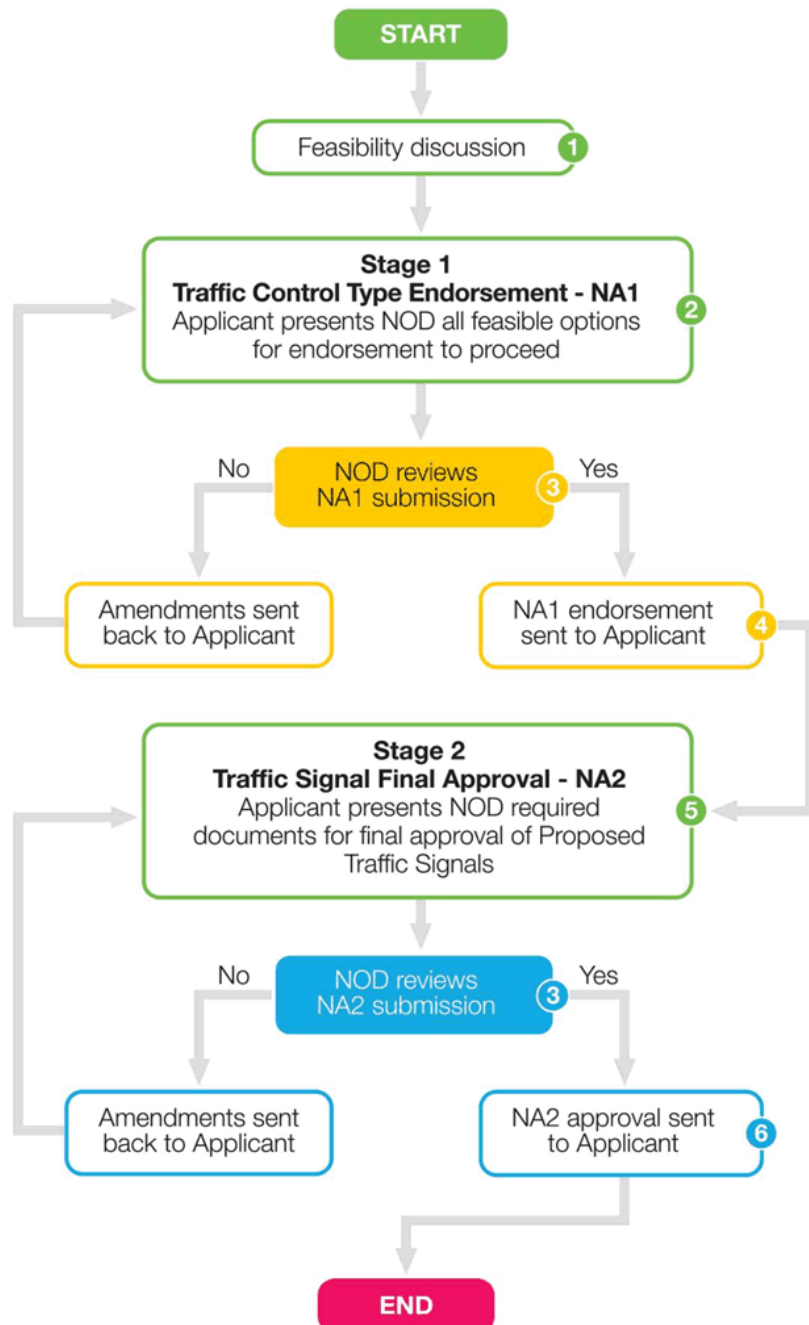 START
Feasibility discussion 1
Stage 1
Traffic Control Type Endorsement - NA1
Applicant presents NOD all feasible options 2
for endorsement to proceed
No
NOD reviews
NA1 submission
3
Yes
Amendments sent
back to Applicant
NA1 endorsement
sent to Applicant
4
Stage 2
Traffic Signal Final Approval - NA2
Applicant presents NOD required
documents for final approval of Proposed
Traffic Signals
5
No
NOD reviews
NA2 submission
3
Yes
Amendments sent
back to Applicant
NA2 approval sent
to Applicant
6
END